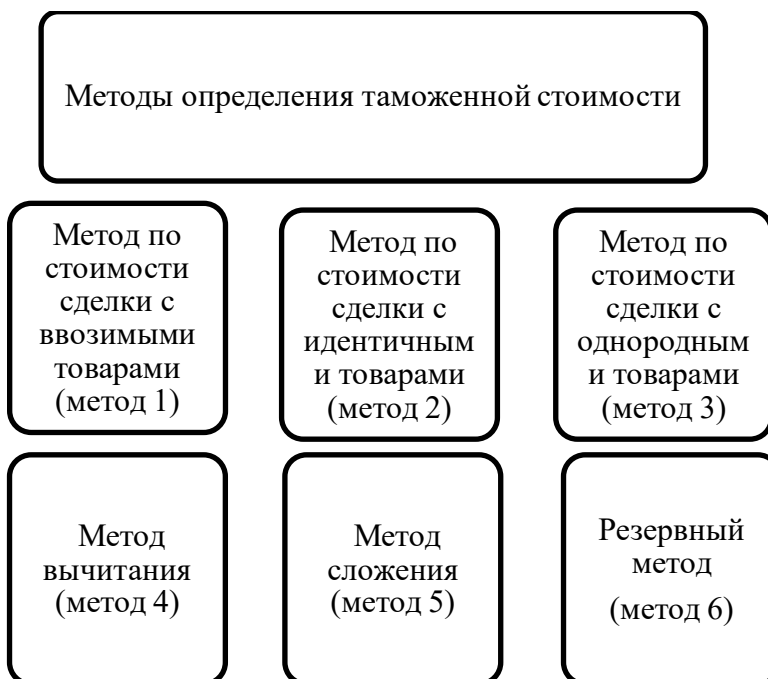 Методы определения таможенной стоимости
Метод по
стоимости
сделки с
ввозимыми
товарами
(метод 1)
Метод по
стоимости
сделки с
идентичным
и товарами
(метод 2)
Метод по
стоимости
сделки с
однородным
и товарами
(метод 3)
Метод
вычитания
(метод 4)
Метод
сложения
(метод 5)
Резервный
метод
(метод 6)